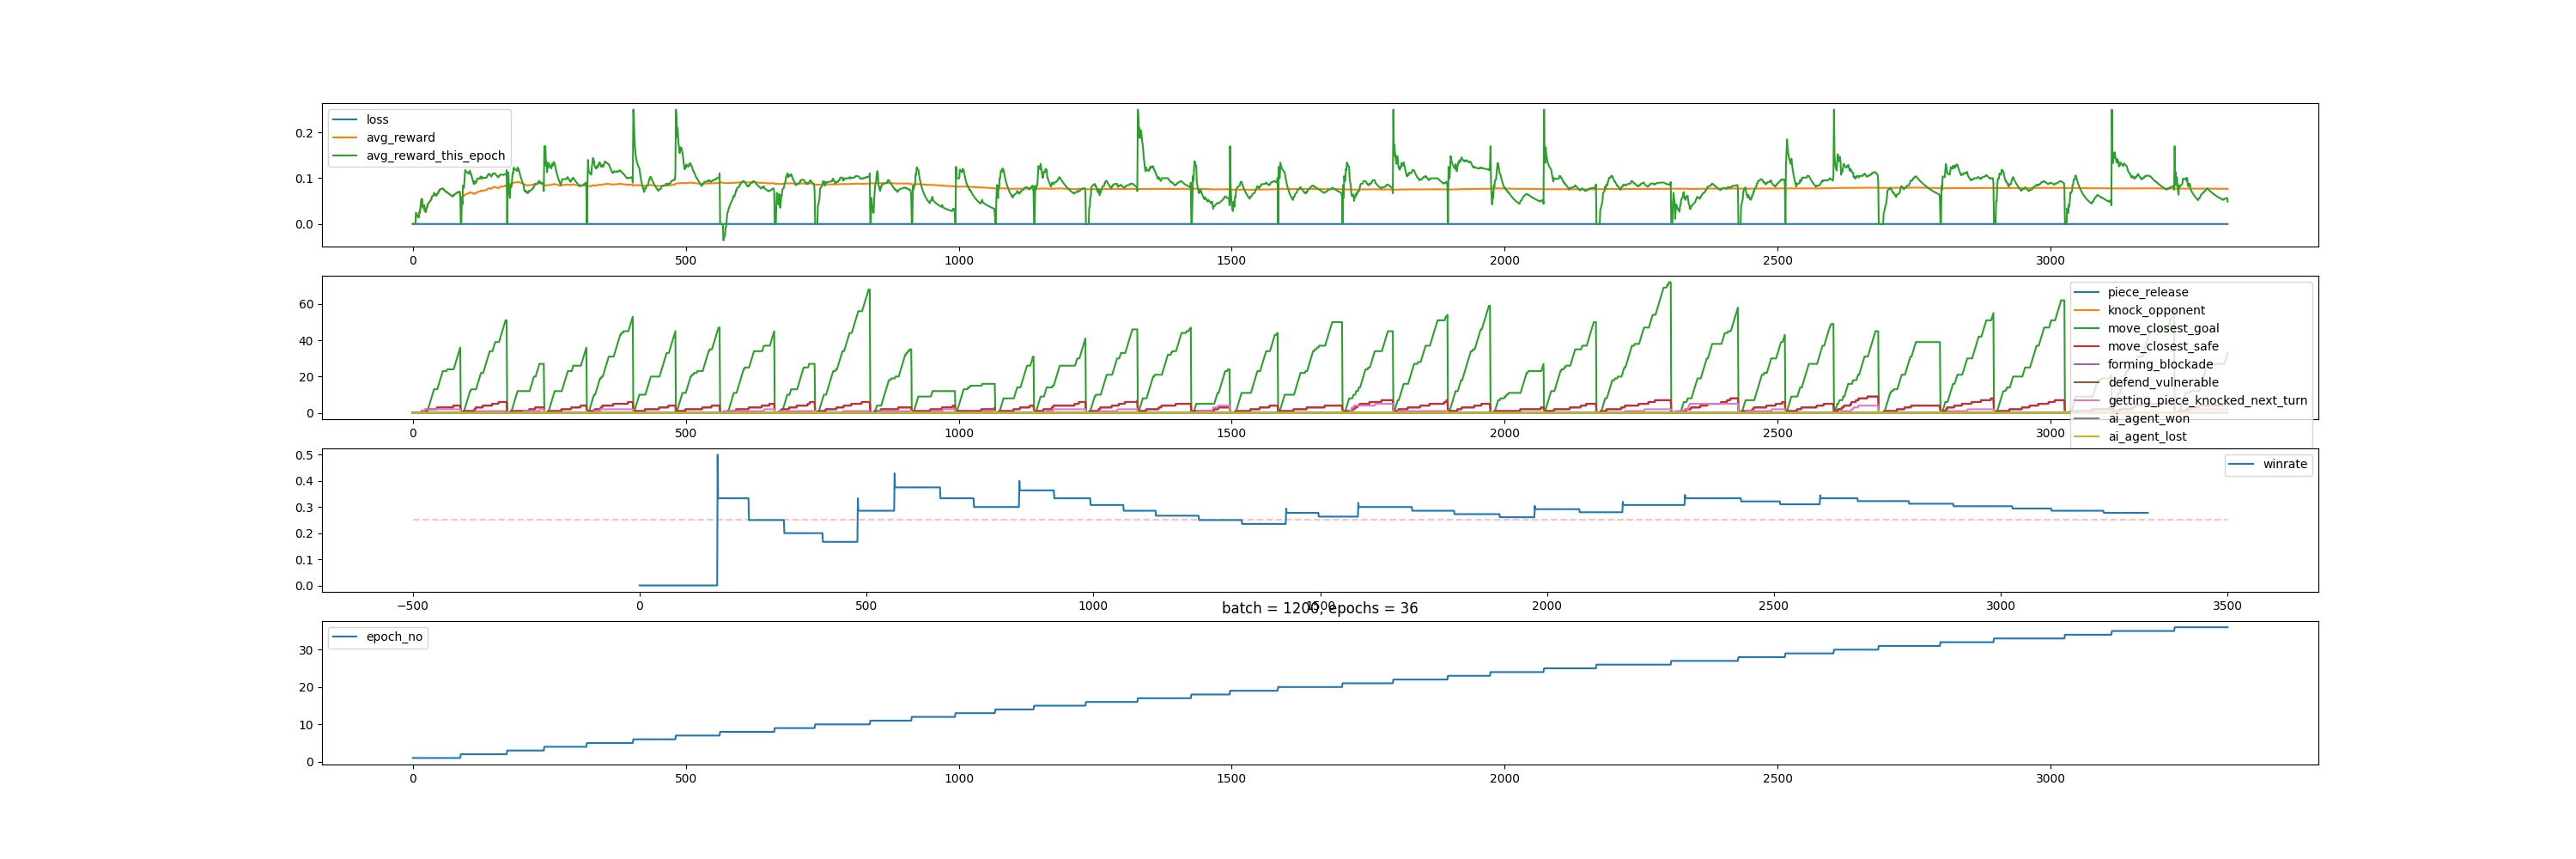 loss
avg_reward
avg_reward_this_epoch
0.2
0.1
0.0
0 500 1000 1500 2000 2500 3000
piece_release
knock_opponent
move_closest_goal
move_closest_safe
forming_blockade
defend_vulnerable
getting_piece_knocked_next_turn
ai_agent_won
ai_agent_lost
60
40
20
0
0 500 1000 1500 2000 2500 3000
winrate
0.5
0.4
0.3
0.2
0.1
0.0
−500 0 500 1000 1500 2000 2500 3000 3500
batch = 1200, epochs = 36
epoch_no
30
20
10
0
0 500 1000 1500 2000 2500 3000